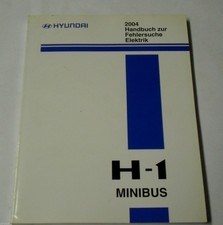 HYUNDAI
2004
Handbuch zur
Fehlersuche
Elektrik
H-1
MINIBUS